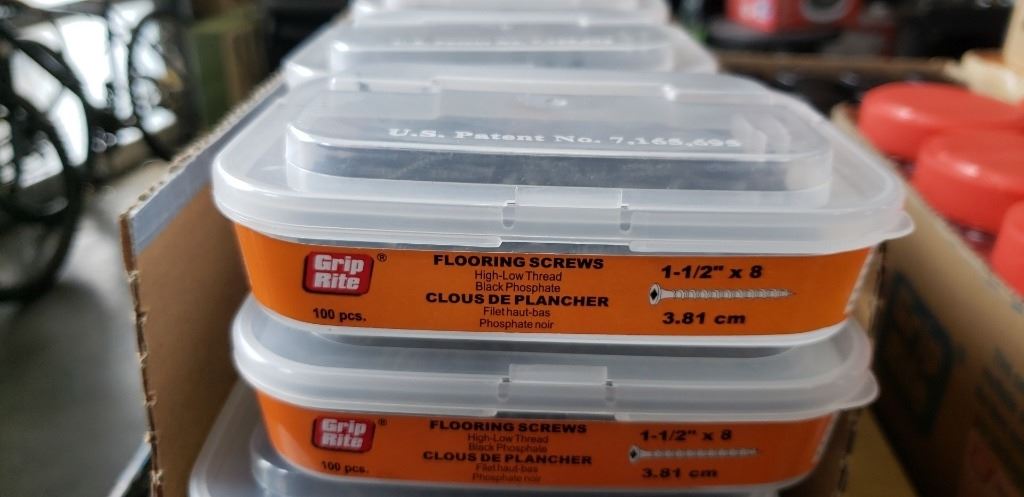 U.S. Patent No. 7,165,695
Grip Rite ®
100 pcs.
FLOORING SCREWS
High-Low Thread
Black Phosphate
CLOUS DE PLANCHER
Filet haut-bas
Phosphate noir
1-1/2" x 8
3.81 cm
Grip Rite ®
100 pcs.
FLOORING SCREWS
High-Low Thread
Black Phosphate
CLOUS DE PLANCHER
Filet haut-bas
Phosphate noir
1-1/2" x 8
3.81 cm